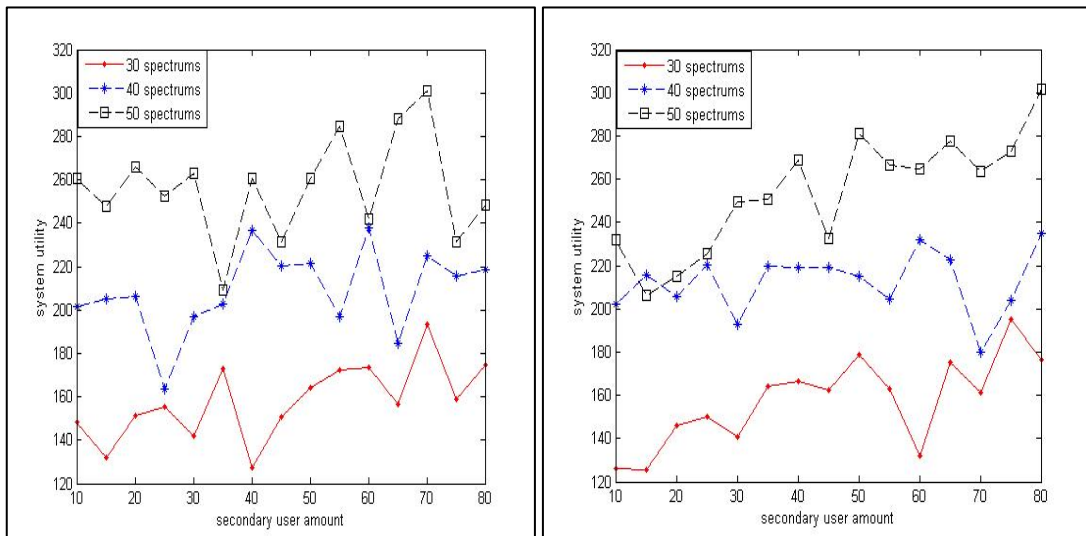 320
300
280
260
240
220
200
180
160
140
120
system utility
30 spectrums
40 spectrums
50 spectrums
10 20 30 40 50 60 70 80
secondary user amount
320
300
280
260
240
220
200
180
160
140
120
system utility
30 spectrums
40 spectrums
50 spectrums
10 20 30 40 50 60 70 80
secondary user amount